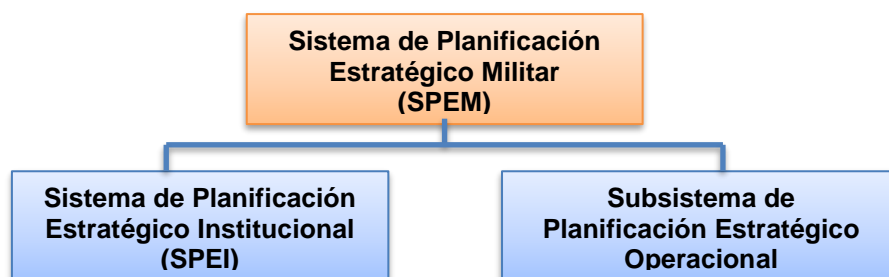 Sistema de Planificación
Estratégico Militar
(SPEM)
Sistema de Planificación
Estratégico Institucional
(SPEI)
Subsistema de
Planificación Estratégico
Operacional